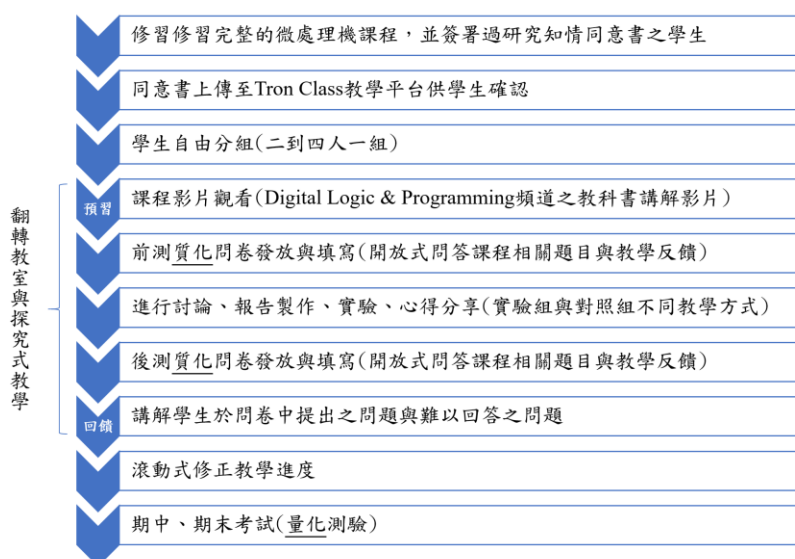 修習修習完整的微處理機課程，並簽署過研究知情同意書之學生
同意書上傳至Tron Class教學平台供學生確認
學生自由分組(二到四人一組)
翻轉教室與探究式教學
預習
課程影片觀看(Digital Logic & Programming頻道之教科書講解影片)
前測質化問卷發放與填寫(開放式問答課程相關題目與教學反饋)
進行討論、報告製作、實驗、心得分享(實驗組與對照組不同教學方式)
後測質化問卷發放與填寫(開放式問答課程相關題目與教學反饋)
回饋
講解學生於問卷中提出之問題與難以回答之問題
滾動式修正教學進度
期中、期末考試(量化測驗)